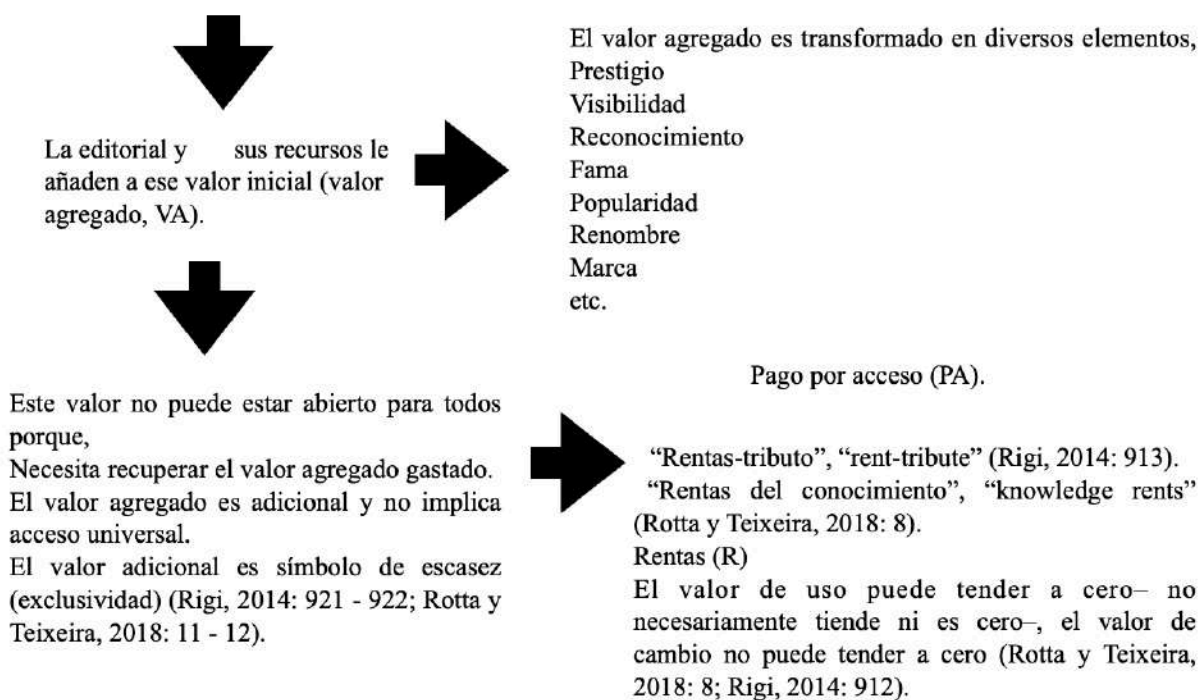 La editorial y sus recursos le
añaden a ese valor inicial (valor
agregado, VA).
El valor agregado es transformado en diversos elementos,
Prestigio
Visibilidad
Reconocimiento
Fama
Popularidad
Renombre
Marca
etc.
Este valor no puede estar abierto para todos
porque,
Necesita recuperar el valor agregado gastado.
El valor agregado es adicional y no implica
acceso universal.
El valor adicional es símbolo de escasez
(exclusividad) (Rigi, 2014: 921 - 922; Rotta y
Teixeira, 2018: 11 - 12).
Pago por acceso (PA).
“Rentas-tributo”, “rent-tribute” (Rigi, 2014: 913).
“Rentas del conocimiento”, “knowledge rents”
(Rotta y Teixeira, 2018: 8).
Rentas (R)
El valor de uso puede tender a cero– no
necesariamente tiende ni es cero–, el valor de
cambio no puede tender a cero (Rotta y Teixeira,
2018: 8; Rigi, 2014: 912).